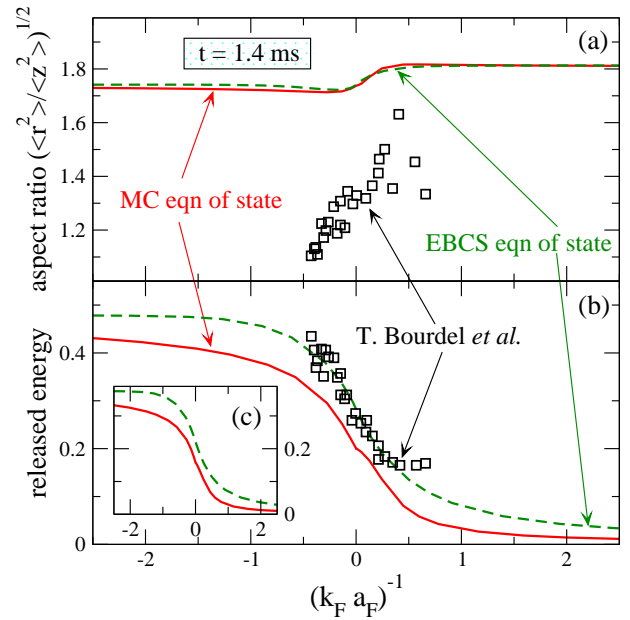 aspect ratio (<r²>/<z²>)^1/2
1.8
1.6
1.4
1.2
t = 1.4 ms
(a)
MC eqn of state
EBCS eqn of state
released energy
0.4
0.2
0
(b)
T. Bourdel et al.
(c)
0.2
0
-2 0 2
-2 -1 0 1 2
(k_F a_F)^-1